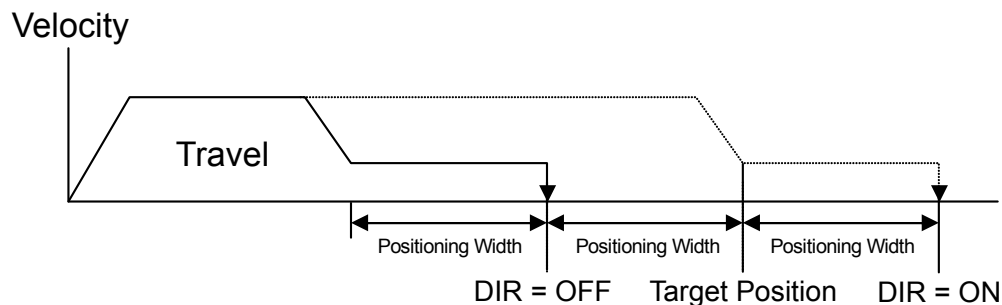 Velocity
Travel
Positioning Width Positioning Width Positioning Width
DIR = OFF Target Position DIR = ON